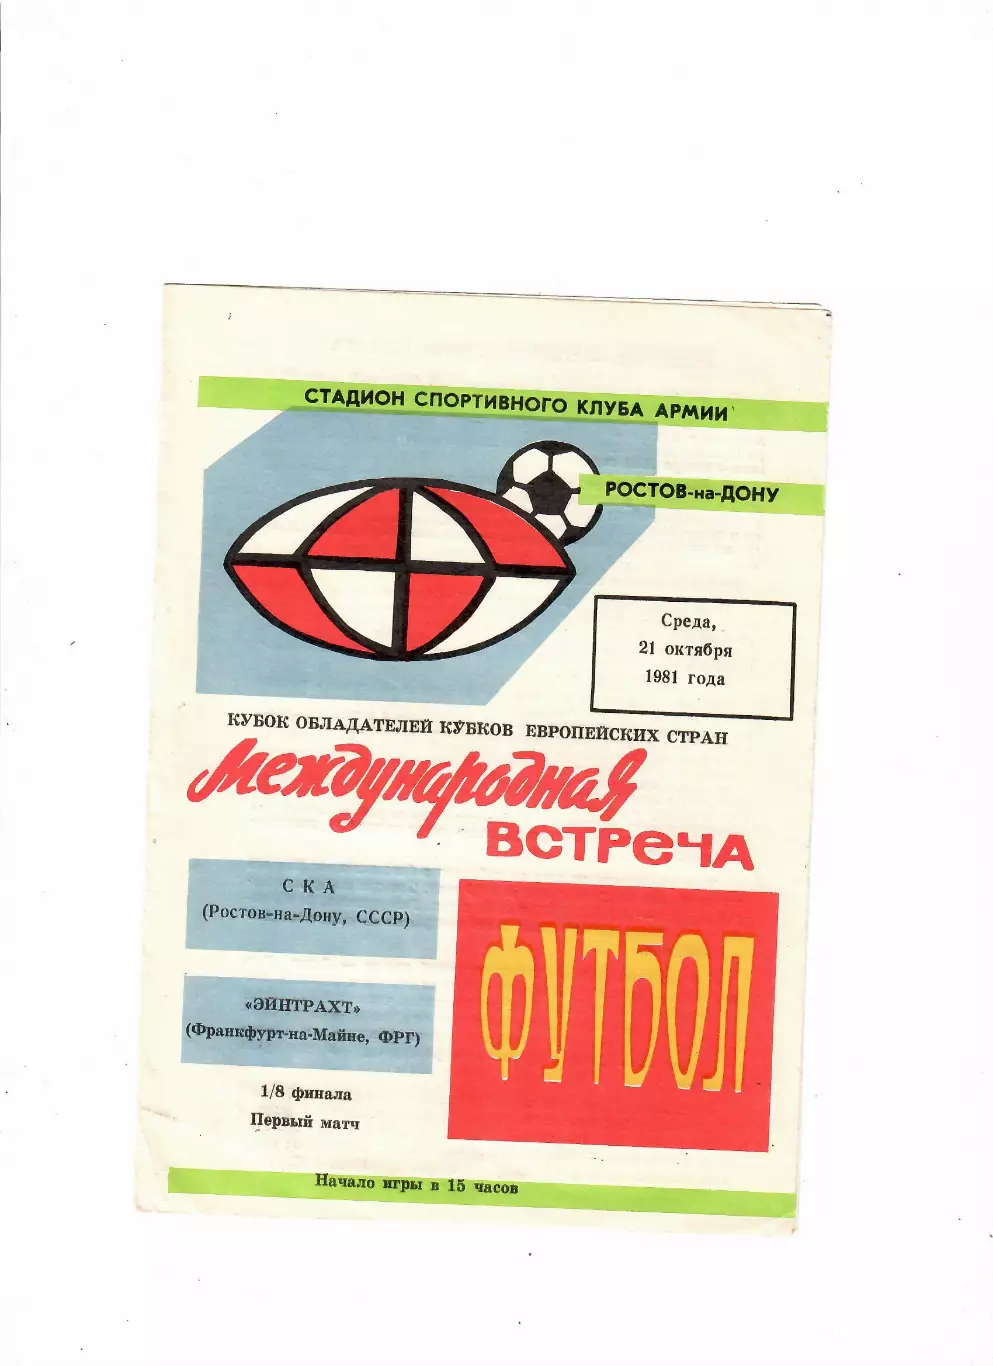 СТАДИОН СПОРТИВНОГО КЛУБА АРМИИ
РОСТОВ-на-ДОНУ
Среда,
21 октября
1981 года
КУБОК ОБЛАДАТЕЛЕЙ КУБКОВ ЕВРОПЕЙСКИХ СТРАН
Международная
ВСТРЕЧА
СКА
(Ростов-на-Дону, СССР)
«ЭЙНТРАХТ»
(Франкфурт-на-Майне, ФРГ)
ФУТБОЛ
1/8 финала
Первый матч
Начало игры в 15 часов